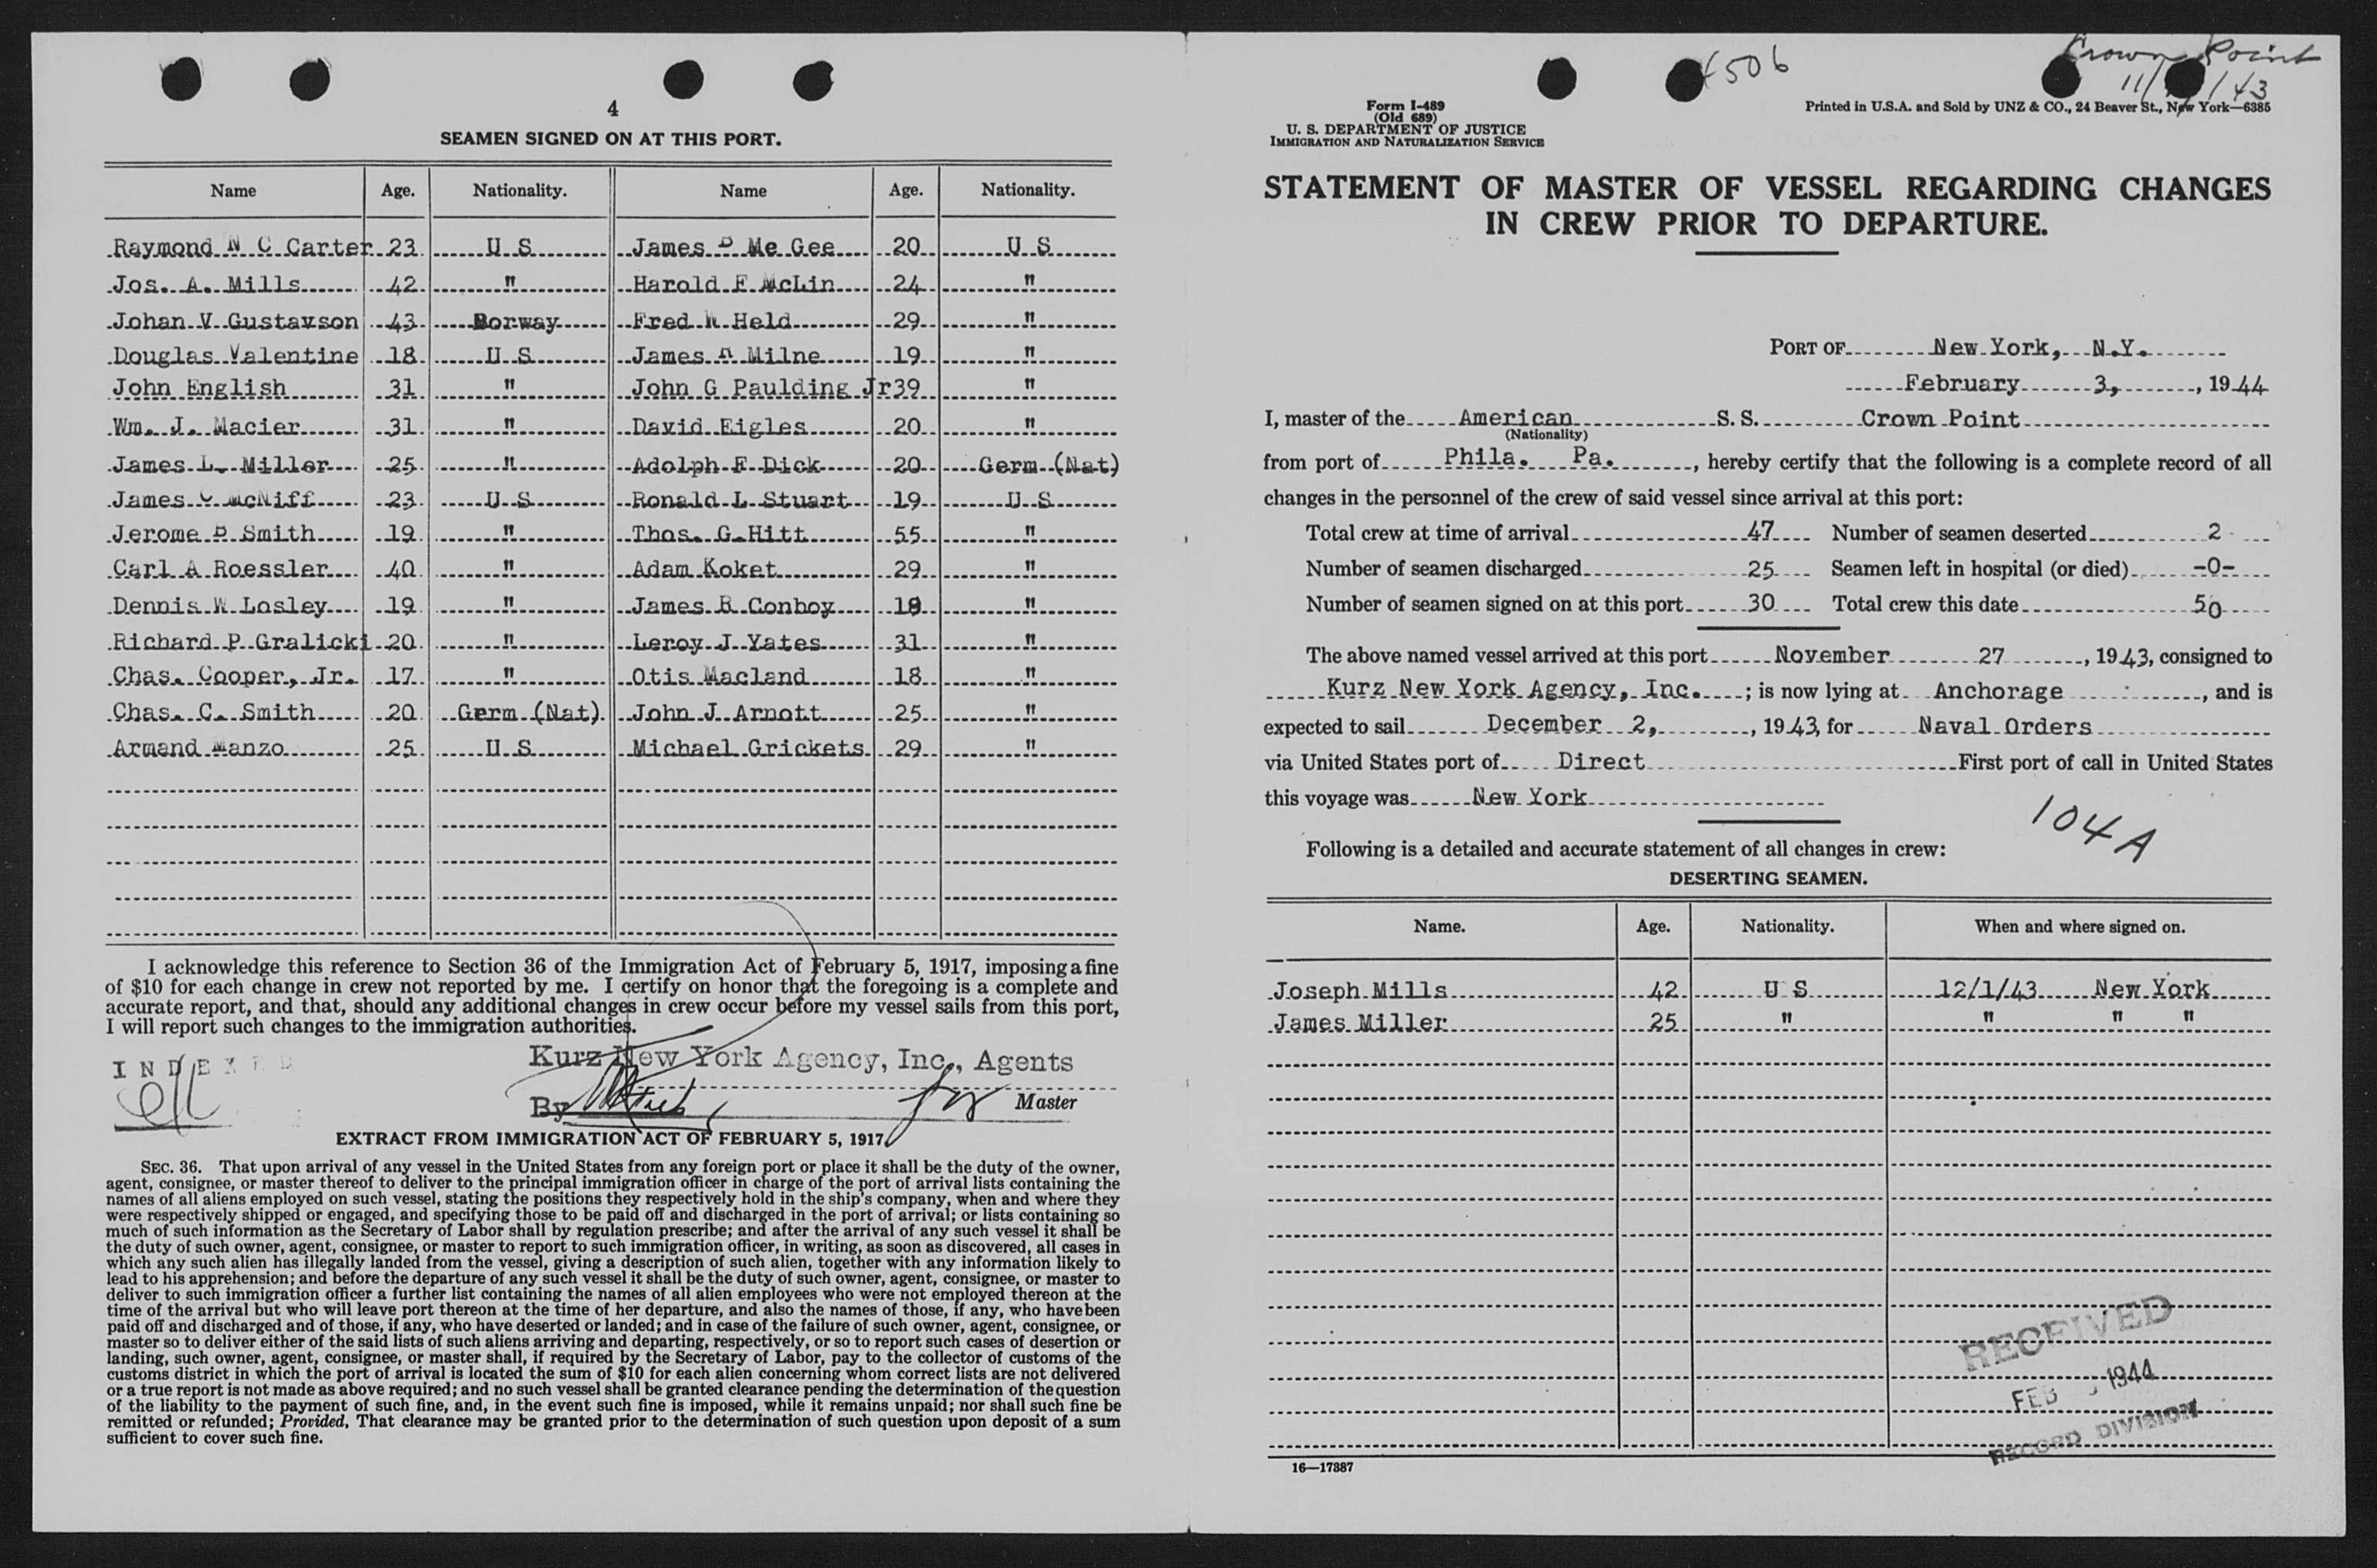 4
SEAMEN SIGNED ON AT THIS PORT.
Name Age. Nationality. Name Age. Nationality.
Raymond N C Carter 23 U S James P Mc Gee 20 U S
Jos. A. Mills 42 " Harold F McLin 24 "
Johan V Gustavson 43 Norway Fred W Held 29 "
Douglas Valentine 18 U S James A Milne 19 "
John English 31 " John G Paulding Jr 39 "
Wm. J. Macier 31 " David Eigles 20 "
James L. Miller 25 " Adolph F Dick 20 Germ (Nat)
James C McNiff 23 U S Ronald L Stuart 19 U S
Jerome P Smith 19 " Thos. G Hitt 55 "
Carl A Roessler 40 " Adam Koket 29 "
Dennis W Losley 19 " James B Conboy 18 "
Richard P Gralicki 20 " Leroy J Yates 31 "
Chas. Cooper, Jr. 17 " Otis Macland 18 "
Chas. C. Smith 20 Germ (Nat) John J Arnott 25 "
Armand Manzo 25 U S Michael Grickets 29 "
I acknowledge this reference to Section 36 of the Immigration Act of February 5, 1917, imposing a fine
of $10 for each change in crew not reported by me. I certify on honor that the foregoing is a complete and
accurate report, and that, should any additional changes in crew occur before my vessel sails from this port,
I will report such changes to the immigration authorities.
INDEXED
Kurz New York Agency, Inc., Agents
By for Master
EXTRACT FROM IMMIGRATION ACT OF FEBRUARY 5, 1917
SEC. 36. That upon arrival of any vessel in the United States from any foreign port or place it shall be the duty of the owner,
agent, consignee, or master thereof to deliver to the principal immigration officer in charge of the port of arrival lists containing the
names of all aliens employed on such vessel, stating the positions they respectively hold in the ship's company, when and where they
were respectively shipped or engaged, and specifying those to be paid off and discharged in the port of arrival; or lists containing so
much of such information as the Secretary of Labor shall by regulation prescribe; and after the arrival of any such vessel it shall be
the duty of such owner, agent, consignee, or master to report to such immigration officer, in writing, as soon as discovered, all cases in
which any such alien has illegally landed from the vessel, giving a description of such alien, together with any information likely to
lead to his apprehension; and before the departure of any such vessel it shall be the duty of such owner, agent, consignee, or master to
deliver to such immigration officer a further list containing the names of all alien employees who were not employed thereon at the
time of the arrival but who will leave port thereon at the time of her departure, and also the names of those, if any, who have been
paid off and discharged and of those, if any, who have deserted or landed; and in case of the failure of such owner, agent, consignee, or
master so to deliver either of the said lists of such aliens arriving and departing, respectively, or so to report such cases of desertion or
landing, such owner, agent, consignee, or master shall, if required by the Secretary of Labor, pay to the collector of customs of the
customs district in which the port of arrival is located the sum of $10 for each alien concerning whom correct lists are not delivered
or a true report is not made as above required; and no such vessel shall be granted clearance pending the determination of the question
of the liability to the payment of such fine, and, in the event such fine is imposed, while it remains unpaid; nor shall such fine be
remitted or refunded; Provided, That clearance may be granted prior to the determination of such question upon deposit of a sum
sufficient to cover such fine.
4506
Crown Point
Form I-489
(Old 689)
U. S. DEPARTMENT OF JUSTICE
IMMIGRATION AND NATURALIZATION SERVICE
Printed in U.S.A. and Sold by UNZ & CO., 24 Beaver St., New York—6385
STATEMENT OF MASTER OF VESSEL REGARDING CHANGES
IN CREW PRIOR TO DEPARTURE.
PORT OF New York, N.Y.
February 3, 1944
I, master of the American S. S. Crown Point
(Nationality)
from port of Phila. Pa., hereby certify that the following is a complete record of all
changes in the personnel of the crew of said vessel since arrival at this port:
Total crew at time of arrival 47 Number of seamen deserted 2
Number of seamen discharged 25 Seamen left in hospital (or died) -0-
Number of seamen signed on at this port 30 Total crew this date 50
The above named vessel arrived at this port November 27, 1943, consigned to
Kurz New York Agency, Inc.; is now lying at Anchorage, and is
expected to sail December 2, 1943, for Naval Orders
via United States port of Direct First port of call in United States
this voyage was New York
104A
Following is a detailed and accurate statement of all changes in crew:
DESERTING SEAMEN.
Name. Age. Nationality. When and where signed on.
Joseph Mills 42 U S 12/1/43 New York
James Miller 25 " " " "
RECEIVED
FEB 1944
RECORD DIVISION
16—17887